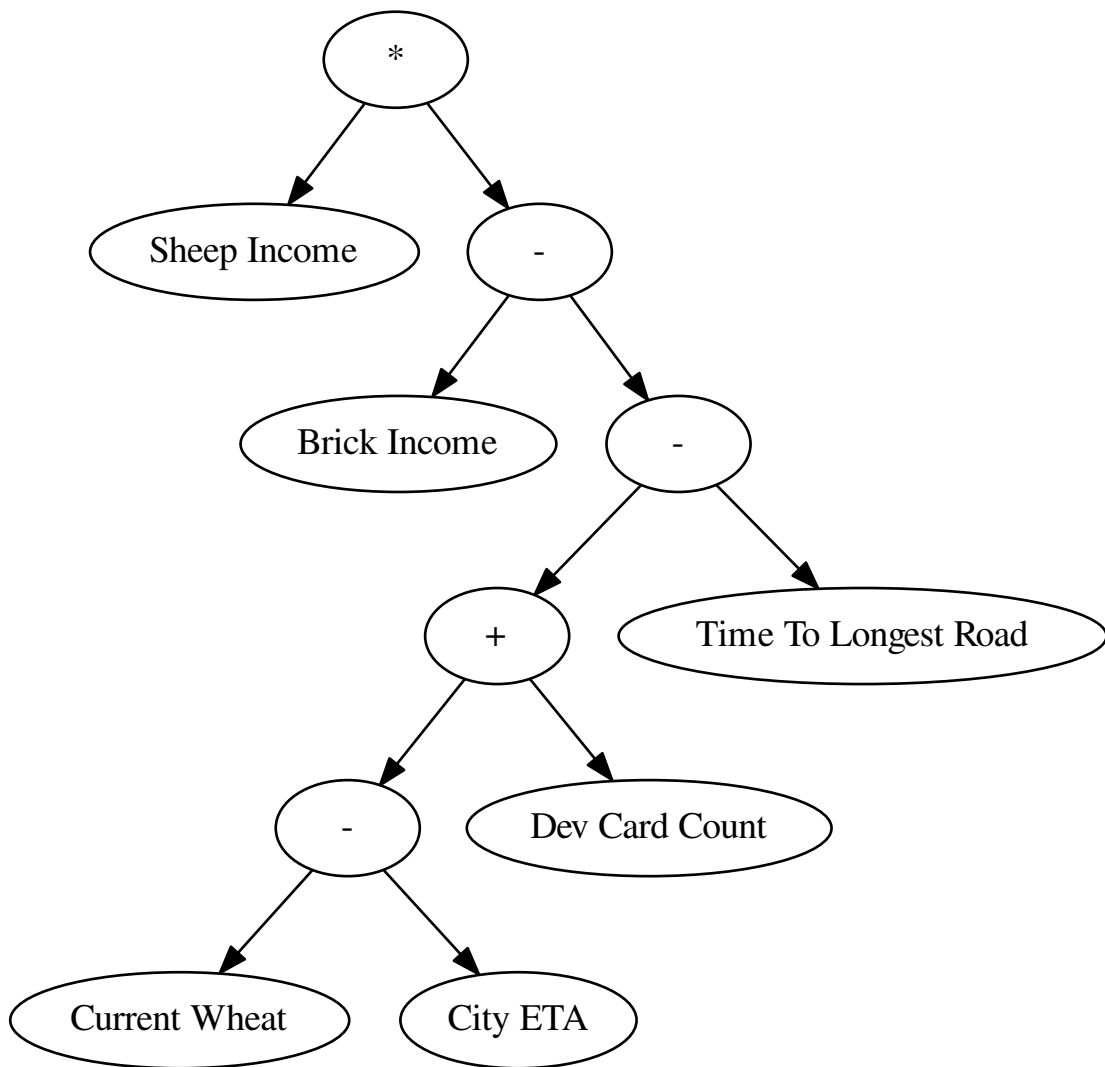 *
Sheep Income
-
Brick Income
-
+
Time To Longest Road
-
Dev Card Count
Current Wheat
City ETA